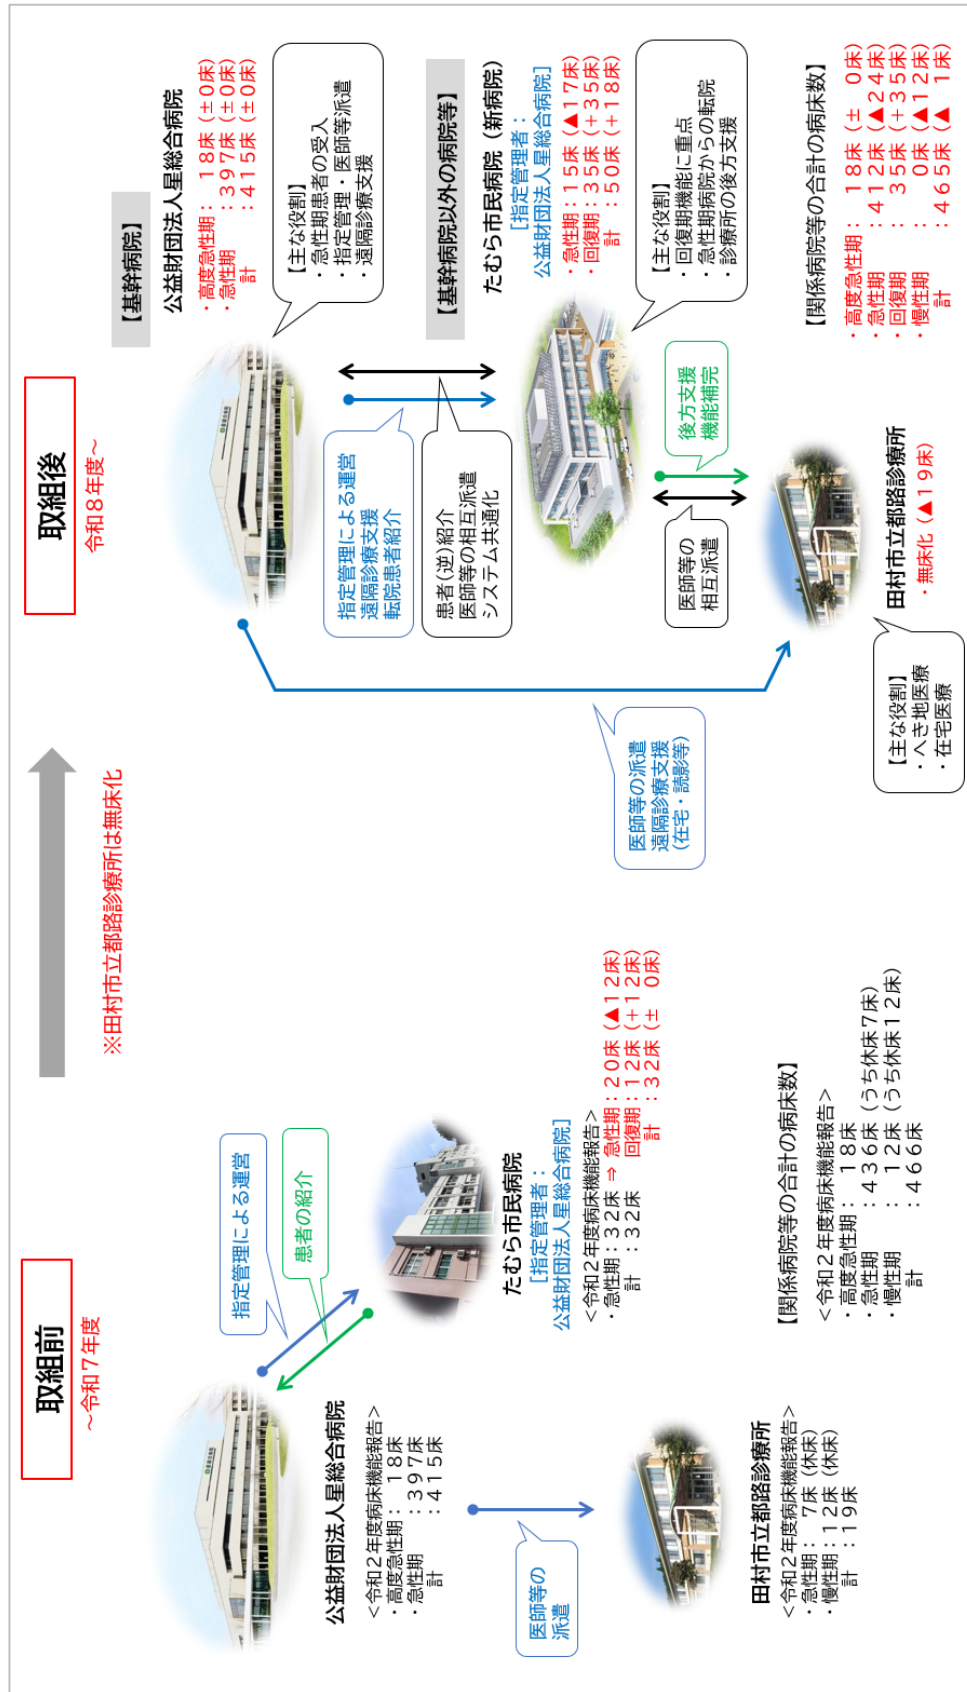 取組前
～令和７年度
※田村市立都路診療所は無床化
取組後
令和８年度～
公益財団法人星総合病院
＜令和２年度病床機能報告＞
・高度急性期：１８床
・急性期　　：３９７床
計　　：４１５床
指定管理による運営
患者の紹介
たむら市民病院
［指定管理者：
公益財団法人星総合病院］
＜令和２年度病床機能報告＞
・急性期：３２床 ⇒ 急性期：２０床（▲１２床）
回復期：１２床（＋１２床）
計　：３２床　計　：３２床（± ０床）
医師等の
派遣
田村市立都路診療所
＜令和２年度病床機能報告＞
・急性期：　７床（休床）
・慢性期：１２床（休床）
計　：１９床
【関係病院等の合計の病床数】
＜令和２年度病床機能報告＞
・高度急性期：　１８床
・急性期　　：４３６床（うち休床７床）
・慢性期　　：　１２床（うち休床１２床）
計　　：４６６床
【基幹病院】
公益財団法人星総合病院
・高度急性期：　１８床（±０床）
・急性期　　：３９７床（±０床）
計　　：４１５床（±０床）
【主な役割】
・急性期患者の受入
・指定管理・医師等派遣
・遠隔診療支援
指定管理による運営
遠隔診療支援
転院患者紹介
患者（逆）紹介
医師等の相互派遣
システム共通化
【基幹病院以外の病院等】
たむら市民病院（新病院）
［指定管理者：
公益財団法人星総合病院］
・急性期：１５床（▲１７床）
・回復期：３５床（＋３５床）
計　：５０床（＋１８床）
【主な役割】
・回復期機能に重点
・急性期病院からの転院
・診療所の後方支援
医師等の派遣
遠隔診療支援
（在宅・読影等）
医師等の
相互派遣
後方支援
機能補完
田村市立都路診療所
・無床化（▲１９床）
【主な役割】
・へき地医療
・在宅医療
【関係病院等の合計の病床数】
・高度急性期：　１８床（± ０床）
・急性期　　：４１２床（▲２４床）
・回復期　　：　３５床（＋３５床）
・慢性期　　：　　０床（▲１２床）
計　　：４６５床（▲ １床）